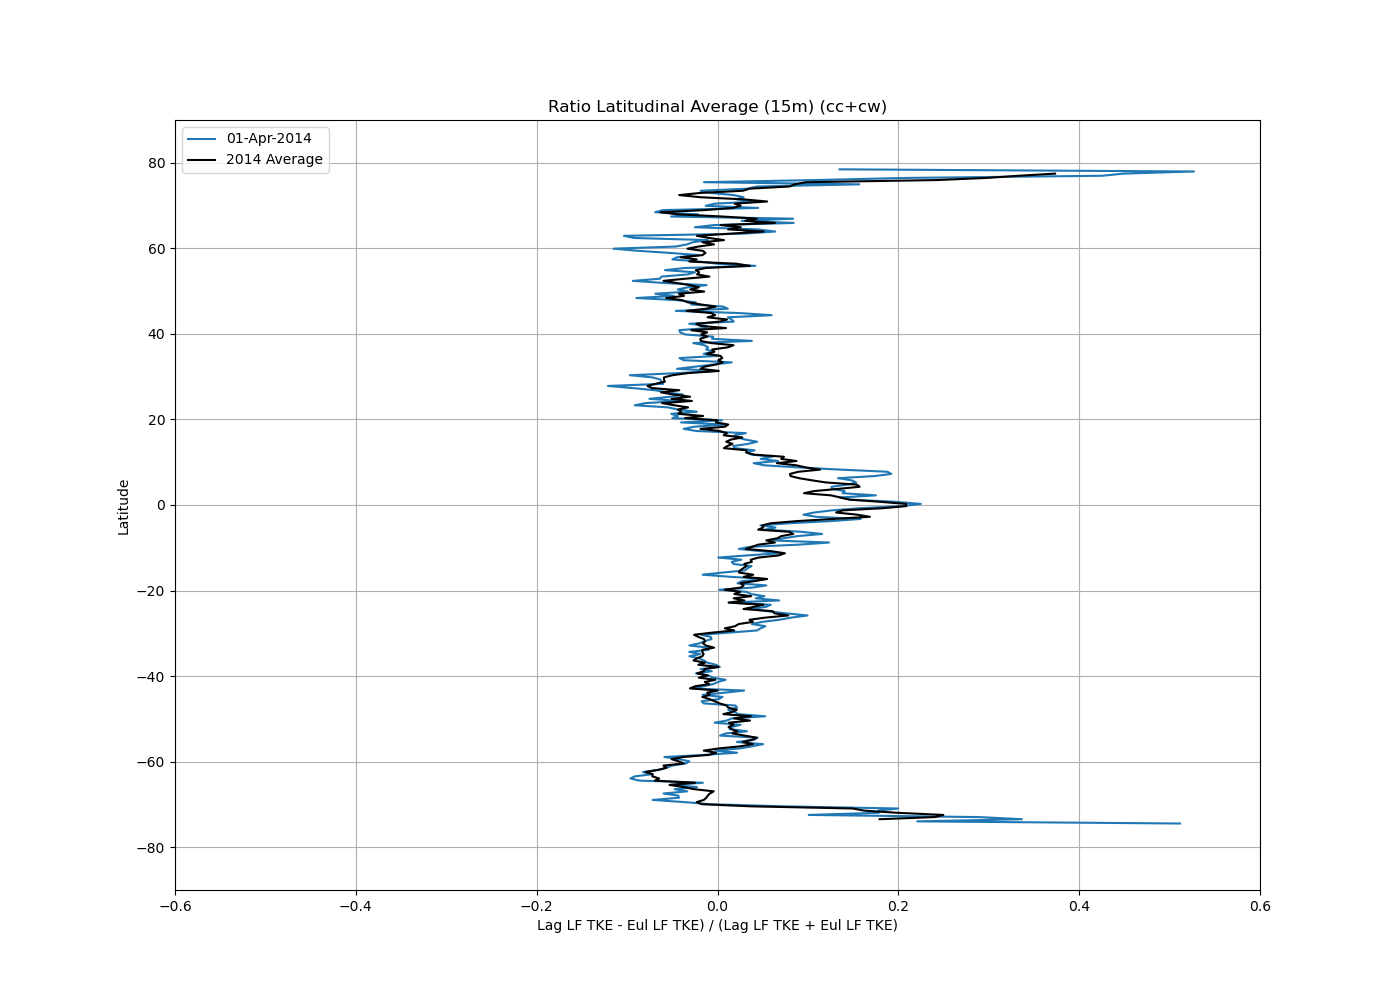 Ratio Latitudinal Average (15m) (cc+cw)
01-Apr-2014
2014 Average
80
60
40
20
0
−20
−40
−60
−80
Latitude
−0.6 −0.4 −0.2 0.0 0.2 0.4 0.6
Lag LF TKE - Eul LF TKE) / (Lag LF TKE + Eul LF TKE)